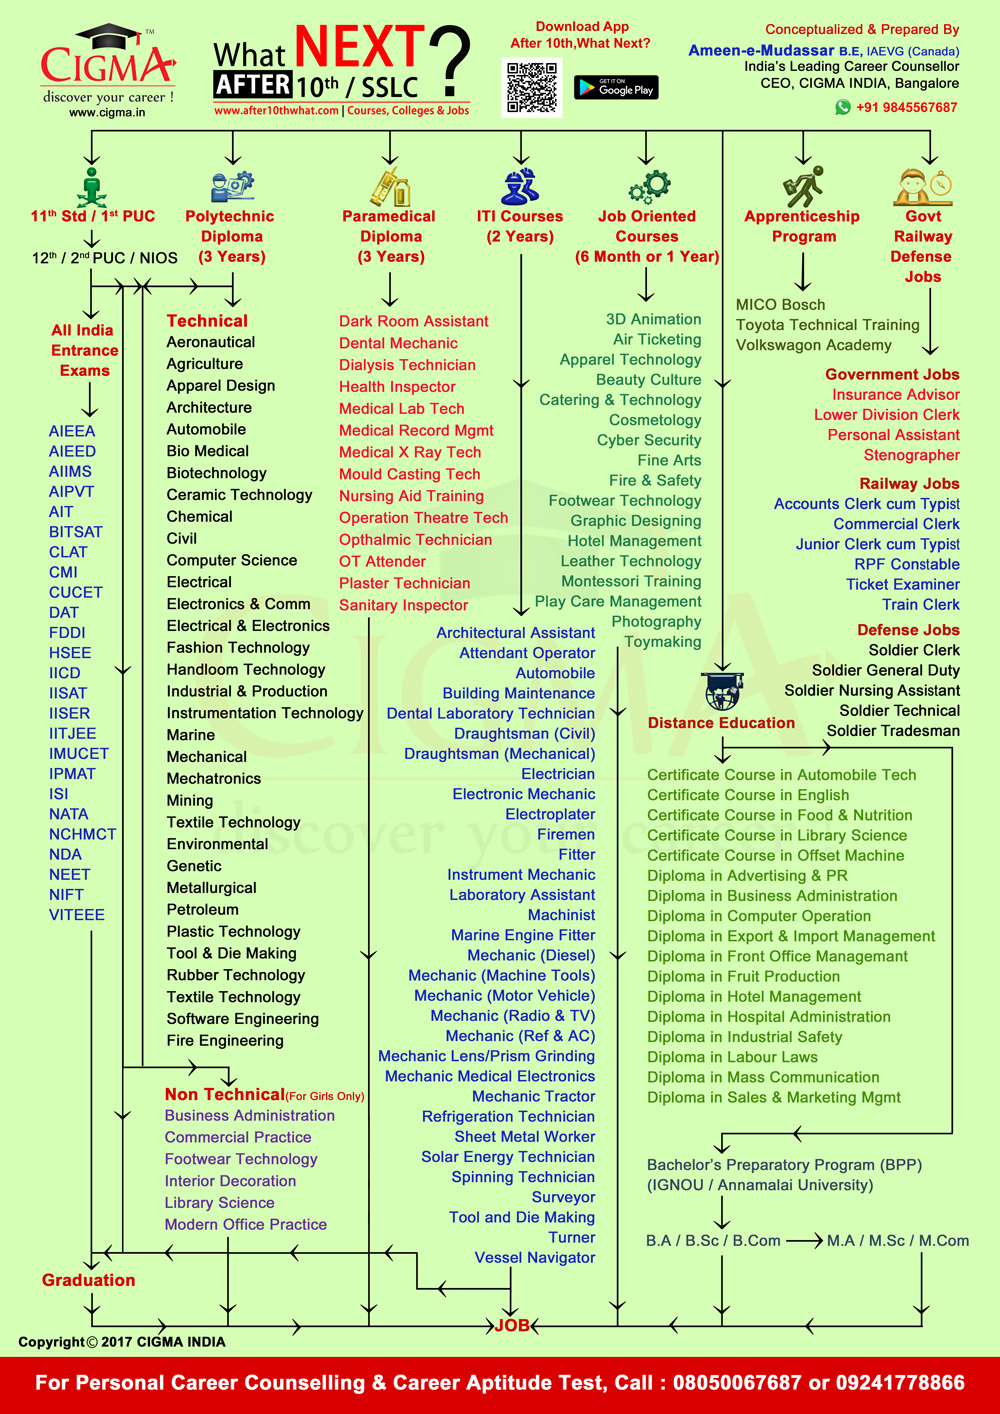 CIGMA TM
discover your career !
www.cigma.in
What NEXT
AFTER 10th / SSLC ?
www.after10thwhat.com | Courses, Colleges & Jobs
Download App
After 10th,What Next?
GET IT ON
Google Play
Conceptualized & Prepared By
Ameen-e-Mudassar B.E, IAEVG (Canada)
India's Leading Career Counsellor
CEO, CIGMA INDIA, Bangalore
+91 9845567687
11th Std / 1st PUC
12th / 2nd PUC / NIOS
All India
Entrance
Exams
AIEEA
AIEED
AIIMS
AIPVT
AIT
BITSAT
CLAT
CMI
CUCET
DAT
FDDI
HSEE
IICD
IISAT
IISER
IITJEE
IMUCET
IPMAT
ISI
NATA
NCHMCT
NDA
NEET
NIFT
VITEEE
Graduation
Polytechnic
Diploma
(3 Years)
Technical
Aeronautical
Agriculture
Apparel Design
Architecture
Automobile
Bio Medical
Biotechnology
Ceramic Technology
Chemical
Civil
Computer Science
Electrical
Electronics & Comm
Electrical & Electronics
Fashion Technology
Handloom Technology
Industrial & Production
Instrumentation Technology
Marine
Mechanical
Mechatronics
Mining
Textile Technology
Environmental
Genetic
Metallurgical
Petroleum
Plastic Technology
Tool & Die Making
Rubber Technology
Textile Technology
Software Engineering
Fire Engineering
Non Technical(For Girls Only)
Business Administration
Commercial Practice
Footwear Technology
Interior Decoration
Library Science
Modern Office Practice
Paramedical
Diploma
(3 Years)
Dark Room Assistant
Dental Mechanic
Dialysis Technician
Health Inspector
Medical Lab Tech
Medical Record Mgmt
Medical X Ray Tech
Mould Casting Tech
Nursing Aid Training
Operation Theatre Tech
Opthalmic Technician
OT Attender
Plaster Technician
Sanitary Inspector
ITI Courses
(2 Years)
Architectural Assistant
Attendant Operator
Automobile
Building Maintenance
Dental Laboratory Technician
Draughtsman (Civil)
Draughtsman (Mechanical)
Electrician
Electronic Mechanic
Electroplater
Firemen
Fitter
Instrument Mechanic
Laboratory Assistant
Machinist
Marine Engine Fitter
Mechanic (Diesel)
Mechanic (Machine Tools)
Mechanic (Motor Vehicle)
Mechanic (Radio & TV)
Mechanic (Ref & AC)
Mechanic Lens/Prism Grinding
Mechanic Medical Electronics
Mechanic Tractor
Refrigeration Technician
Sheet Metal Worker
Solar Energy Technician
Spinning Technician
Surveyor
Tool and Die Making
Turner
Vessel Navigator
JOB
Job Oriented
Courses
(6 Month or 1 Year)
3D Animation
Air Ticketing
Apparel Technology
Beauty Culture
Catering & Technology
Cosmetology
Cyber Security
Fine Arts
Fire & Safety
Footwear Technology
Graphic Designing
Hotel Management
Leather Technology
Montessori Training
Play Care Management
Photography
Toymaking
Distance Education
Certificate Course in Automobile Tech
Certificate Course in English
Certificate Course in Food & Nutrition
Certificate Course in Library Science
Certificate Course in Offset Machine
Diploma in Advertising & PR
Diploma in Business Administration
Diploma in Computer Operation
Diploma in Export & Import Management
Diploma in Front Office Managemant
Diploma in Fruit Production
Diploma in Hotel Management
Diploma in Hospital Administration
Diploma in Industrial Safety
Diploma in Labour Laws
Diploma in Mass Communication
Diploma in Sales & Marketing Mgmt
Bachelor's Preparatory Program (BPP)
(IGNOU / Annamalai University)
B.A / B.Sc / B.Com M.A / M.Sc / M.Com
Apprenticeship
Program
MICO Bosch
Toyota Technical Training
Volkswagon Academy
Govt
Railway
Defense
Jobs
Government Jobs
Insurance Advisor
Lower Division Clerk
Personal Assistant
Stenographer
Railway Jobs
Accounts Clerk cum Typist
Commercial Clerk
Junior Clerk cum Typist
RPF Constable
Ticket Examiner
Train Clerk
Defense Jobs
Soldier Clerk
Soldier General Duty
Soldier Nursing Assistant
Soldier Technical
Soldier Tradesman
CIGMA
discover your career !
Copyright© 2017 CIGMA INDIA
For Personal Career Counselling & Career Aptitude Test, Call : 08050067687 or 09241778866